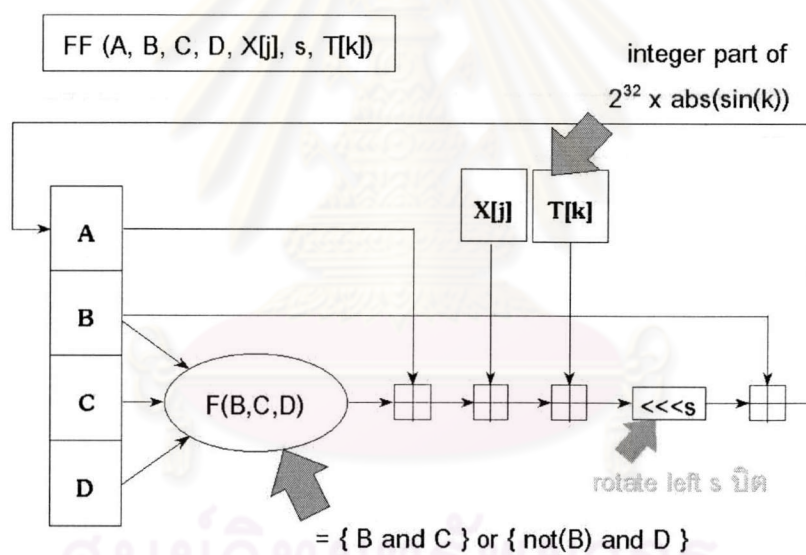 FF (A, B, C, D, X[j], s, T[k])
integer part of
2³² x abs(sin(k))
X[j]
T[k]
A
B
C
D
F(B,C,D)
<<<s
rotate left s บิต
= { B and C } or { not(B) and D }